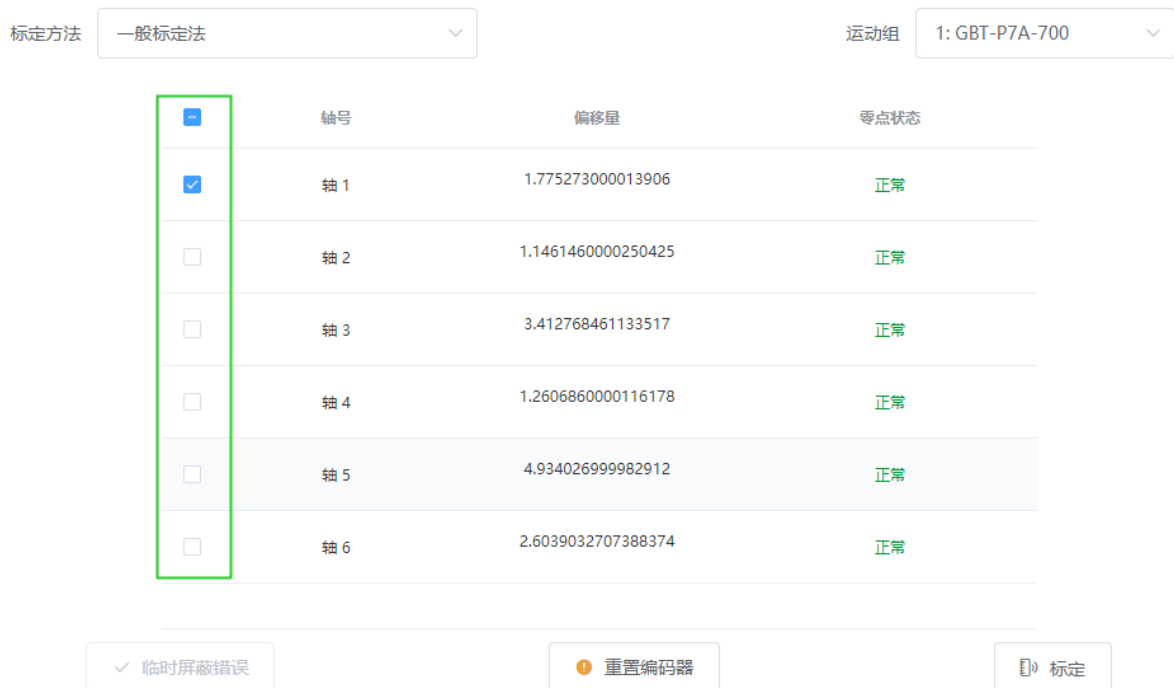 标定方法 一般标定法 运动组 1: GBT-P7A-700
轴号 偏移量 零点状态
轴 1 1.775273000013906 正常
轴 2 1.1461460000250425 正常
轴 3 3.412768461133517 正常
轴 4 1.2606860000116178 正常
轴 5 4.934026999982912 正常
轴 6 2.6039032707388374 正常
临时屏蔽错误 重置编码器 标定